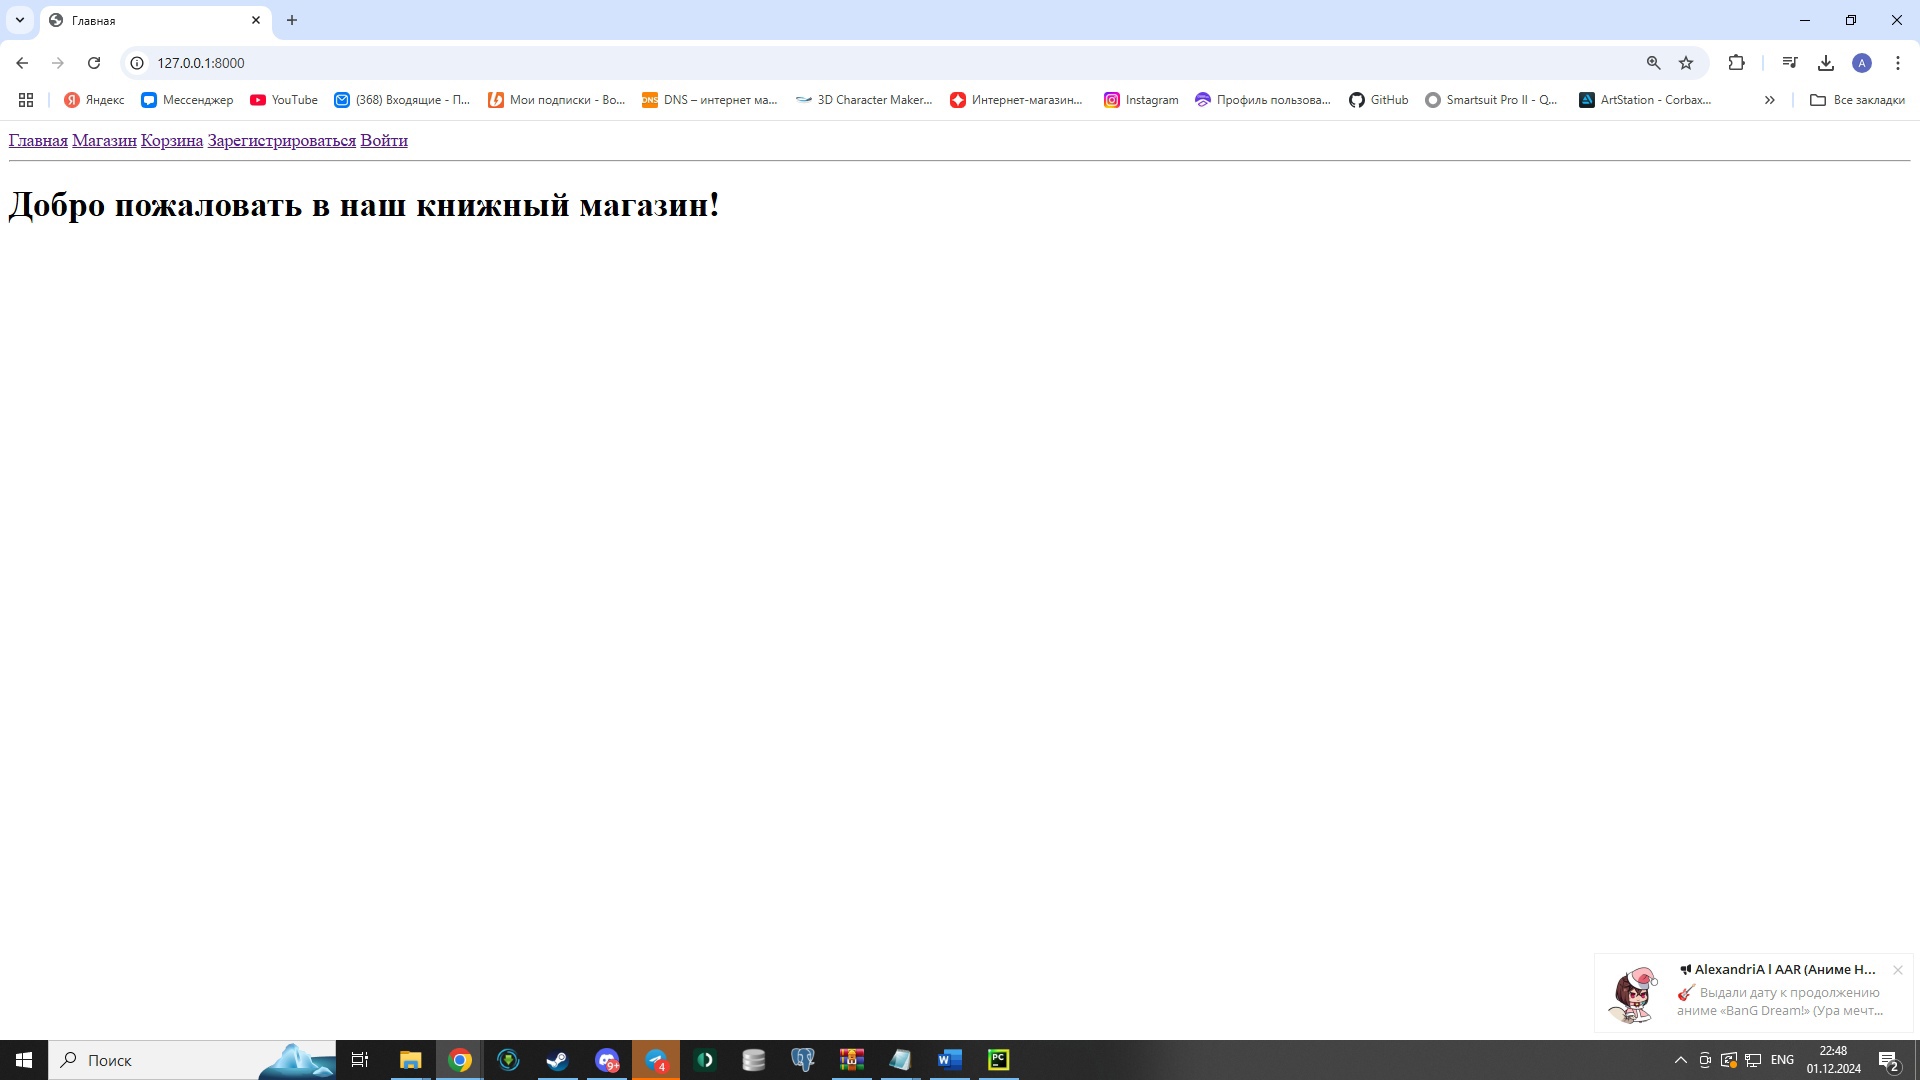 Главная
127.0.0.1:8000
Яндекс Мессенджер YouTube (368) Входящие - П... Мои подписки - Bo... DNS – интернет ма... 3D Character Maker... Интернет-магазин... Instagram Профиль пользова... GitHub Smartsuit Pro II - Q... ArtStation - Corbax... Все закладки
Главная Магазин Корзина Зарегистрироваться Войти
Добро пожаловать в наш книжный магазин!
AlexandriA l AAR (Аниме Н...
Выдали дату к продолжению
аниме «BanG Dream!» (Ура мечт...
Поиск
ENG
22:48
01.12.2024